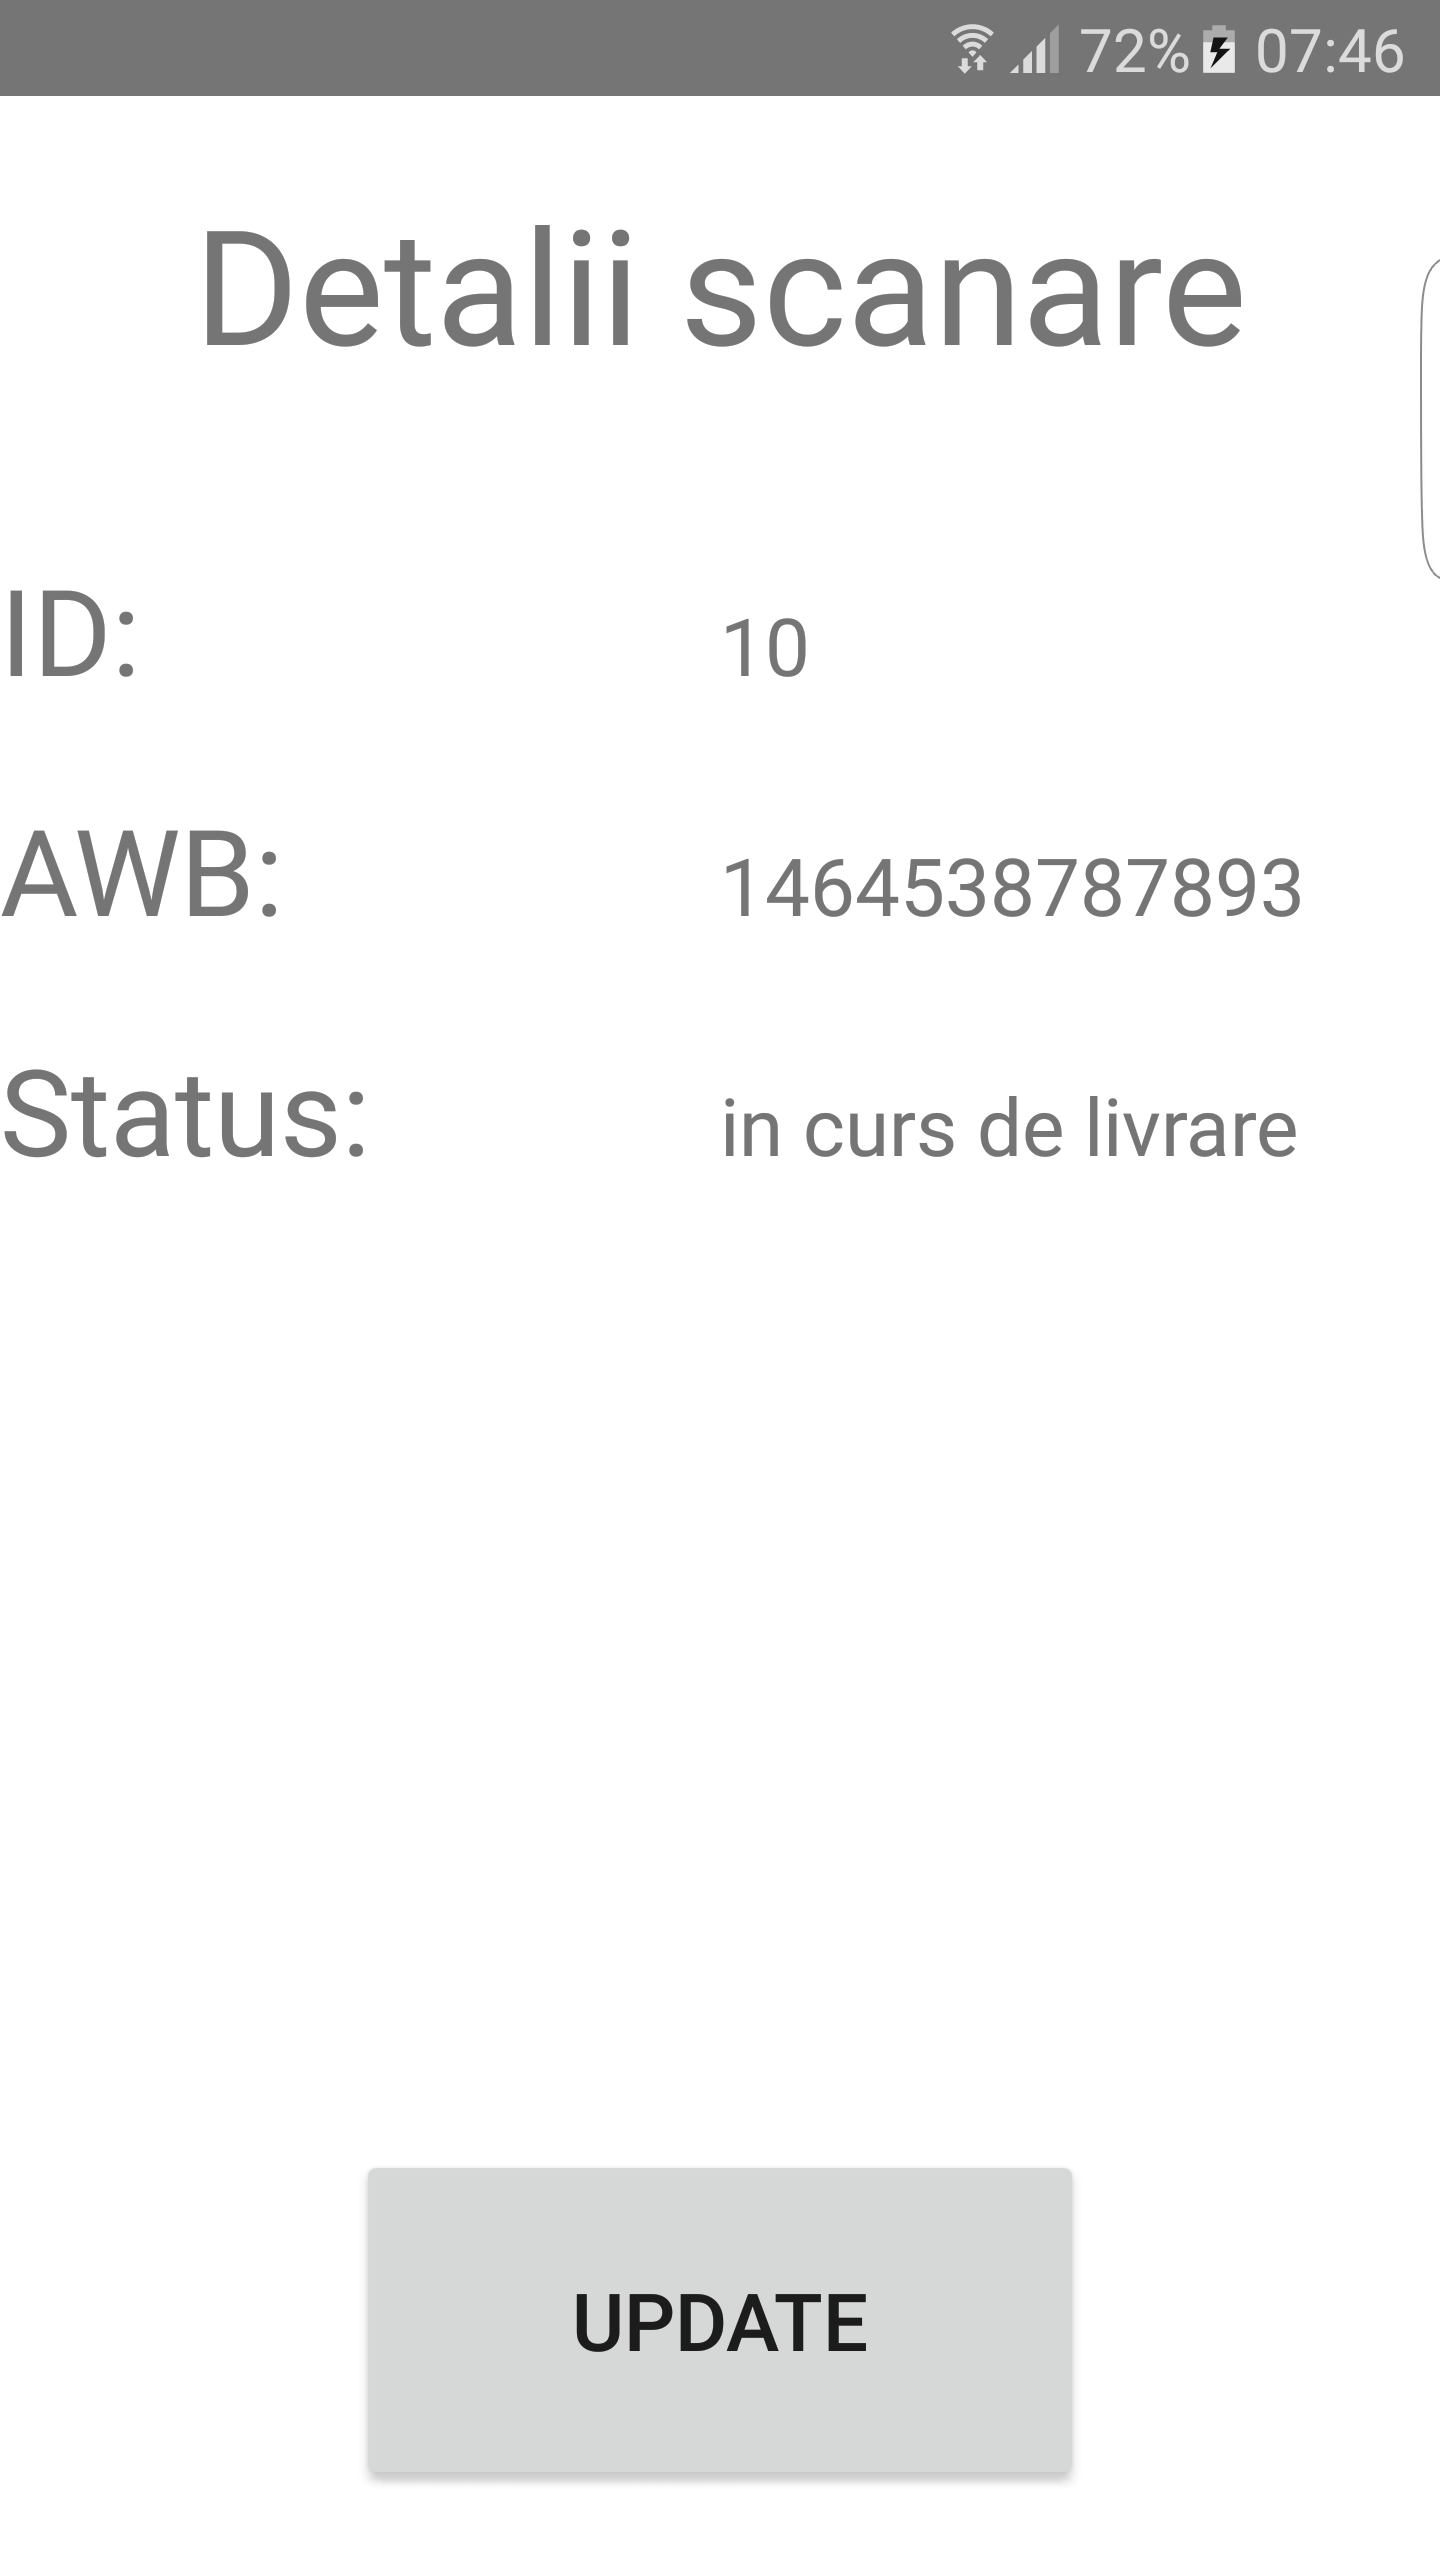 72% 07:46
Detalii scanare
ID: 10
AWB: 1464538787893
Status: in curs de livrare
UPDATE